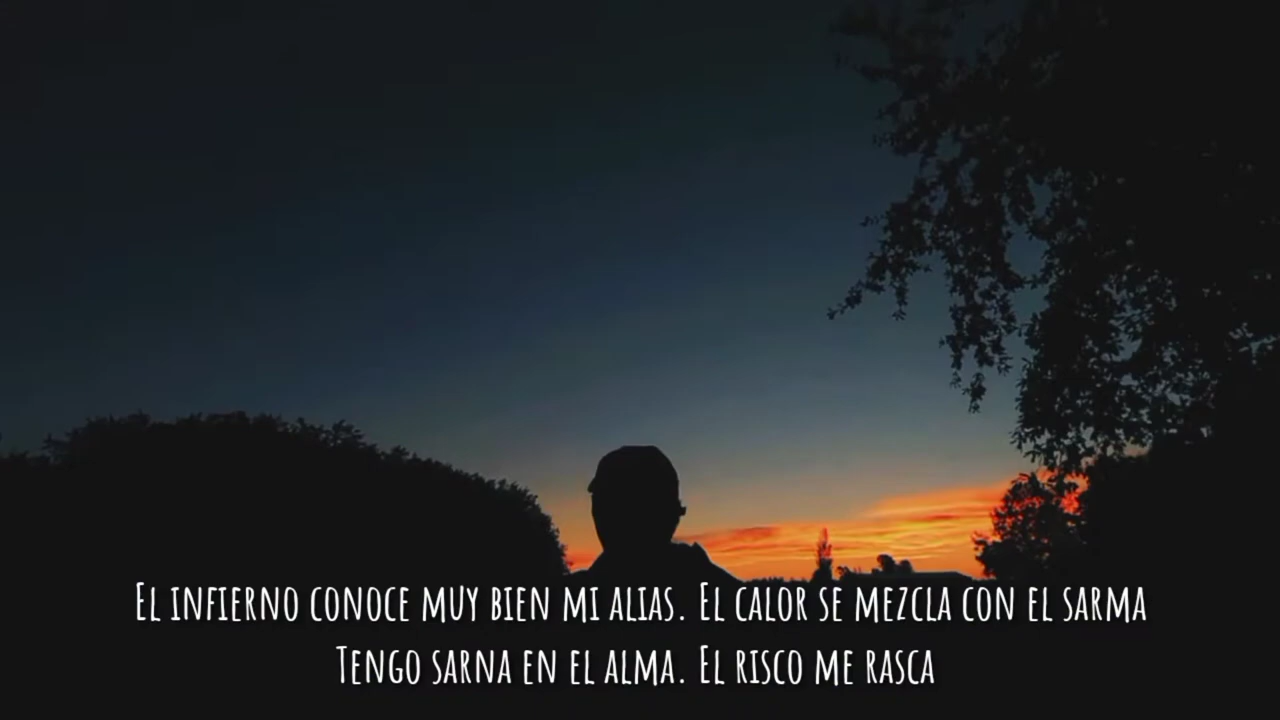 El infierno conoce muy bien mi alias. El calor se mezcla con el sarma
Tengo sarna en el alma. El risco me rasca